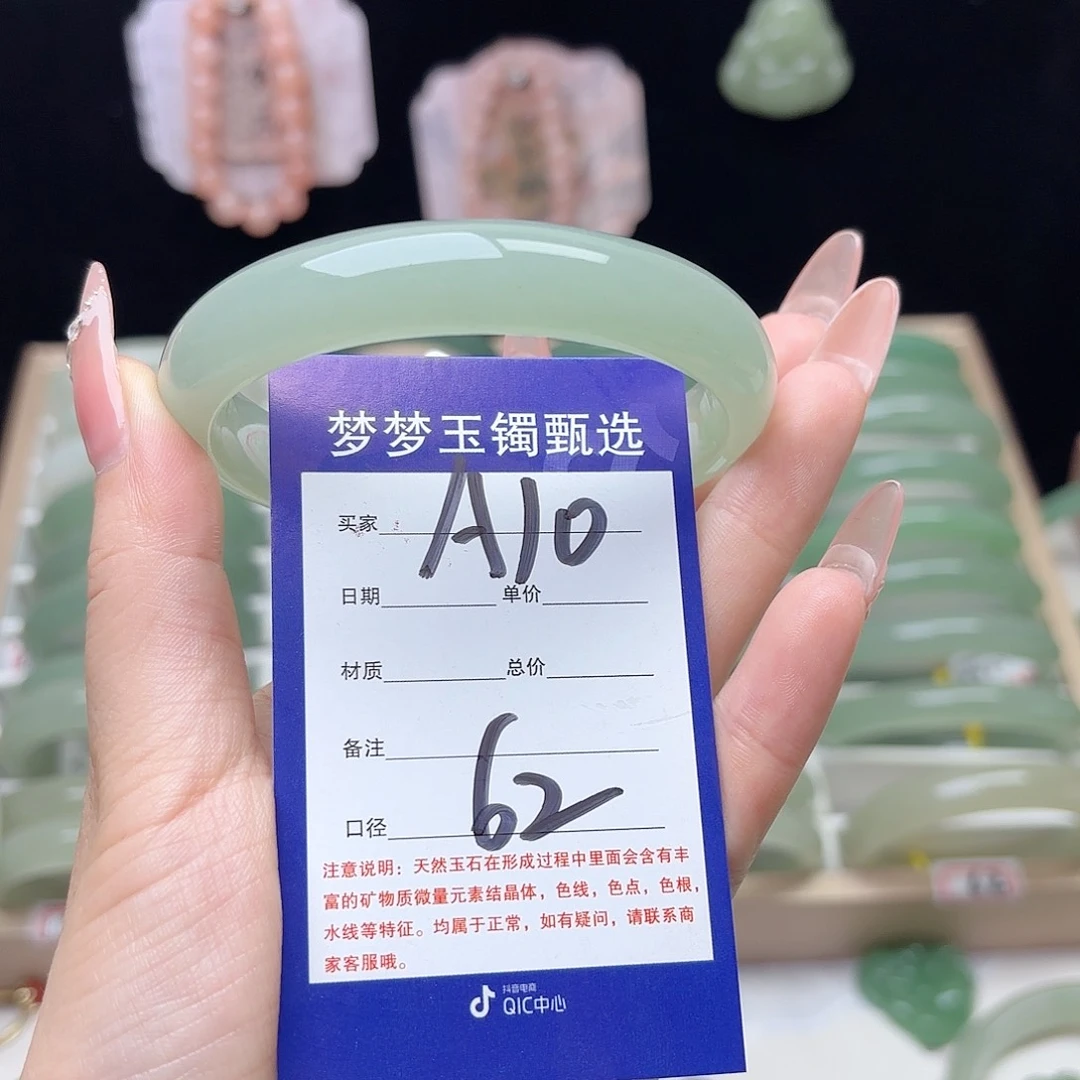 梦梦玉镯甄选
买家 A10
日期 单价
材质 总价
备注
口径 62
注意说明：天然玉石在形成过程中里面会含有丰
富的矿物质微量元素结晶体，色线，色点，色根，
水线等特征。均属于正常，如有疑问，请联系商
家客服哦。
抖音电商
QIC中心